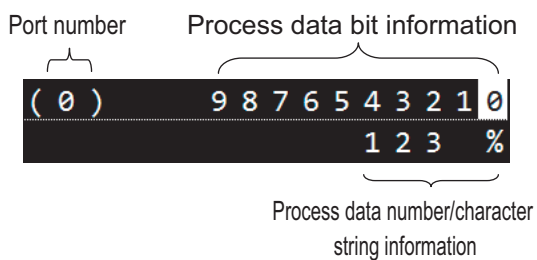 Port number Process data bit information
( 0 ) 9 8 7 6 5 4 3 2 1 0
1 2 3 %
Process data number/character
string information